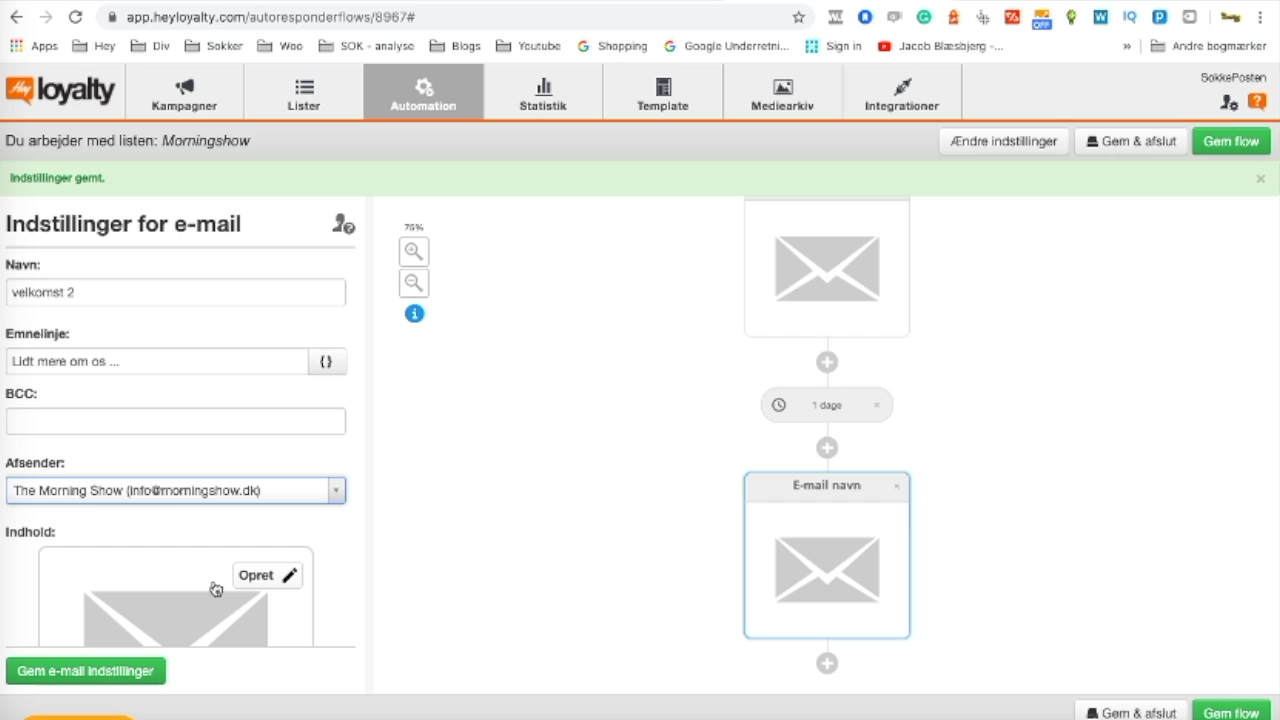 app.heyloyalty.com/autoresponderflows/8967#
Apps Hey Div Sokker Woo SOK - analyse Blogs Youtube Shopping Google Underretni... Sign in Jacob Blæsbjerg -... » Andre bogmærker
Hey loyalty
Kampagner Lister Automation Statistik Template Mediearkiv Integrationer
SokkePosten
Du arbejder med listen: Morningshow
Ændre indstillinger Gem & afslut Gem flow
Indstillinger gemt. ×
Indstillinger for e-mail
Navn:
velkomst 2
Emnelinje:
Lidt mere om os ... {}
BCC:
Afsender:
The Morning Show (info@morningshow.dk)
Indhold:
Opret
Gem e-mail indstillinger
75%
1 dage ×
E-mail navn ×
Gem & afslut Gem flow